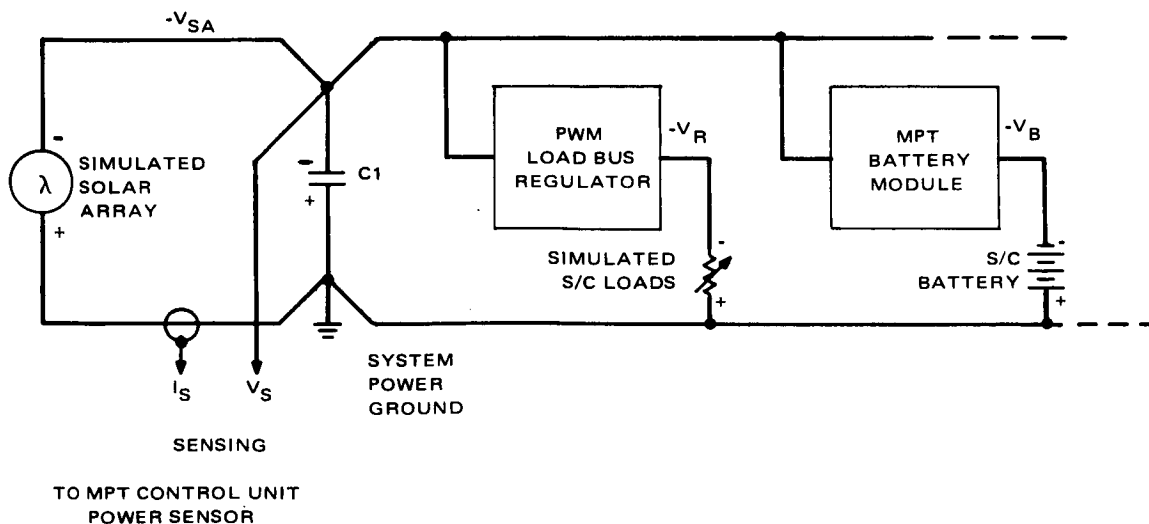 -VSA
-
λ
+
SIMULATED
SOLAR
ARRAY
-
+
C1
PWM
LOAD BUS
REGULATOR
-VR
MPT
BATTERY
MODULE
-VB
-
SIMULATED
S/C LOADS
+
-
S/C
BATTERY
+
IS
VS
SYSTEM
POWER
GROUND
SENSING
TO MPT CONTROL UNIT
POWER SENSOR